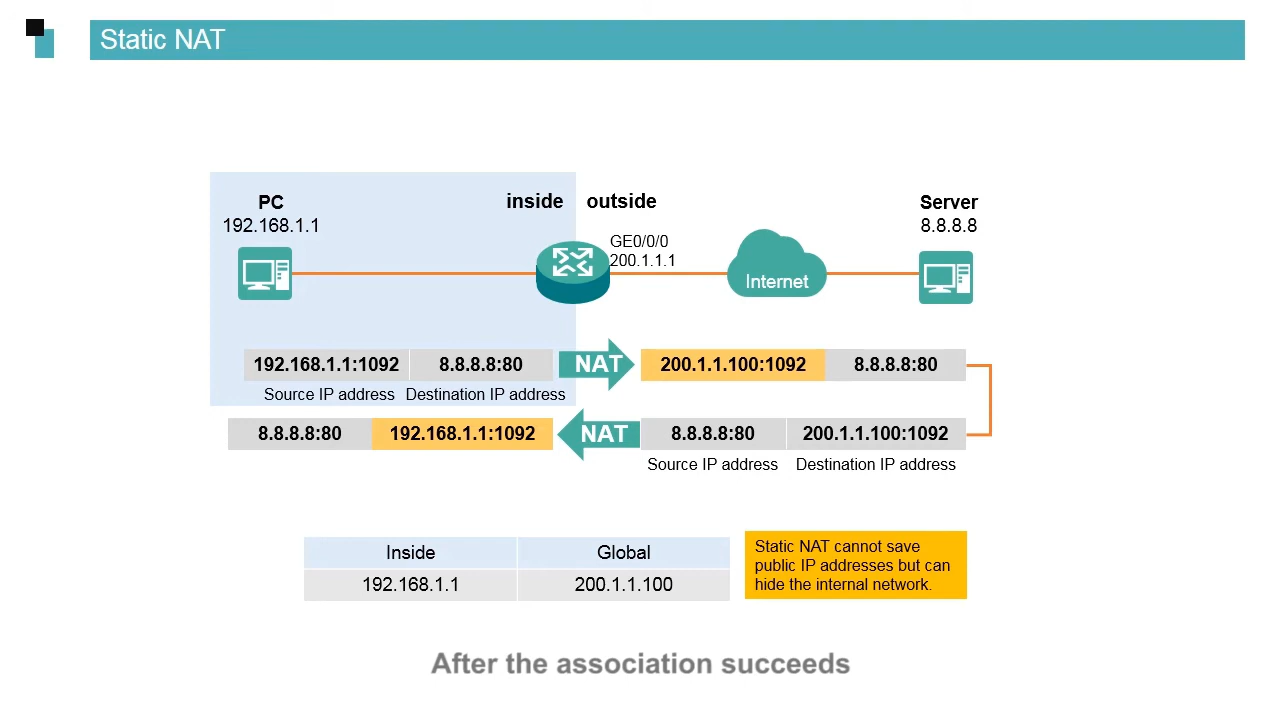 Static NAT
PC
192.168.1.1
inside
outside
GE0/0/0
200.1.1.1
Internet
Server
8.8.8.8
192.168.1.1:1092 8.8.8.8:80 NAT 200.1.1.100:1092 8.8.8.8:80
Source IP address Destination IP address
8.8.8.8:80 192.168.1.1:1092 NAT 8.8.8.8:80 200.1.1.100:1092
Source IP address Destination IP address
Inside Global
192.168.1.1 200.1.1.100
Static NAT cannot save
public IP addresses but can
hide the internal network.
After the association succeeds